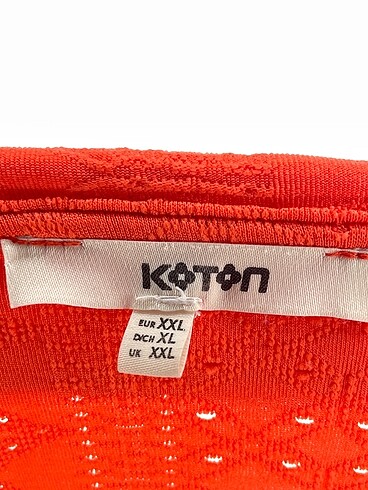 KOTON
EUR XXL
D/CH XL
UK XXL